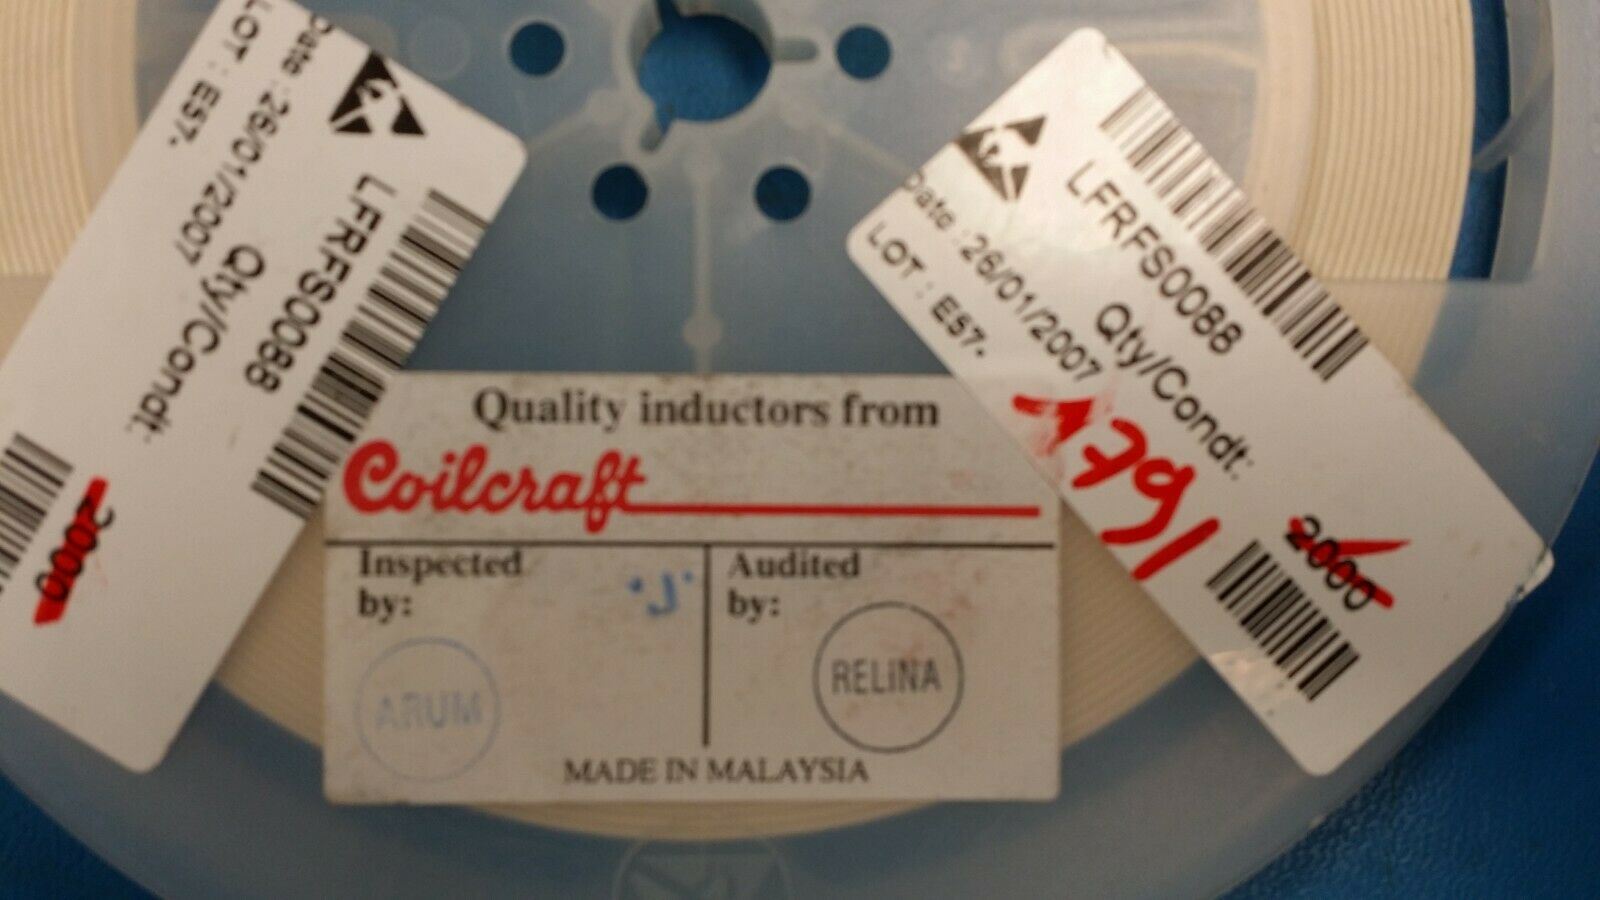 Date :26/01/2007
LOT : E57-
LFRFS0088
Qty/Condt:
2000
Quality inductors from
Coilcraft
Inspected
by:
"J"
ARUM
Audited
by:
RELINA
MADE IN MALAYSIA
LFRFS0088
Date :26/01/2007
LOT : E57-
Qty/Condt:
1791
2000